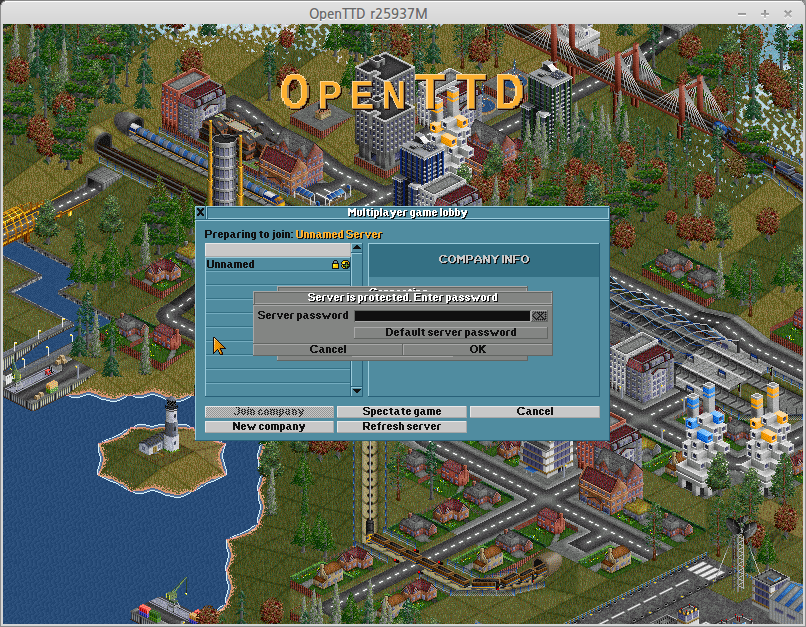 OpenTTD r25937M
OPENTTD
X Multiplayer game lobby
Preparing to join: Unnamed Server
Unnamed
COMPANY INFO
Connecting...
Server is protected. Enter password
Server password
Default server password
Cancel OK
Join company Spectate game Cancel
New company Refresh server